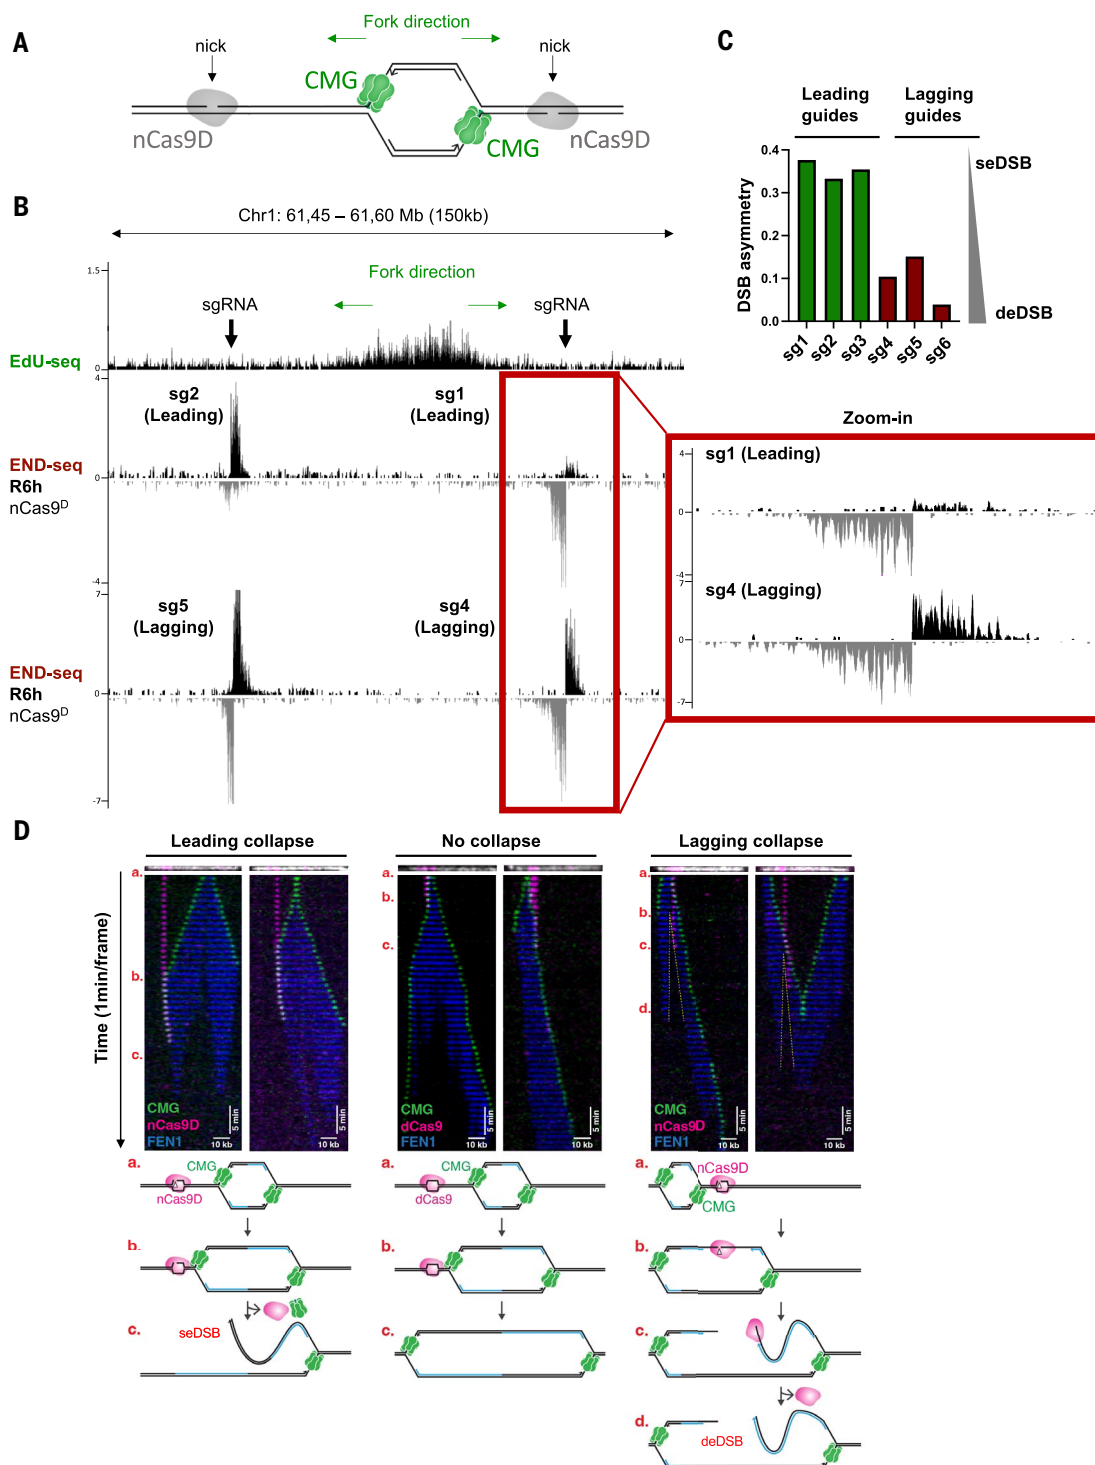 A
Fork direction
nick
nick
CMG
nCas9D
CMG
nCas9D
C
Leading guides
Lagging guides
DSB asymmetry
0.4
0.3
0.2
0.1
0.0
sg1
sg2
sg3
sg4
sg5
sg6
seDSB
deDSB
B
Chr1: 61,45 – 61,60 Mb (150kb)
Fork direction
sgRNA
sgRNA
1.5
0
EdU-seq
4
0
-4
sg2
(Leading)
sg1
(Leading)
END-seq
R6h
nCas9D
7
0
-7
sg5
(Lagging)
sg4
(Lagging)
END-seq
R6h
nCas9D
Zoom-in
sg1 (Leading)
4
0
-4
sg4 (Lagging)
7
0
-7
D
Leading collapse
No collapse
Lagging collapse
Time (1min/frame)
a.
b.
c.
CMG
nCas9D
FEN1
5 min
10 kb
5 min
10 kb
a.
b.
c.
CMG
dCas9
FEN1
5 min
10 kb
5 min
10 kb
a.
b.
c.
d.
CMG
nCas9D
FEN1
5 min
10 kb
5 min
10 kb
a.
CMG
nCas9D
b.
c.
seDSB
a.
CMG
dCas9
b.
c.
a.
nCas9D
CMG
b.
c.
d.
deDSB